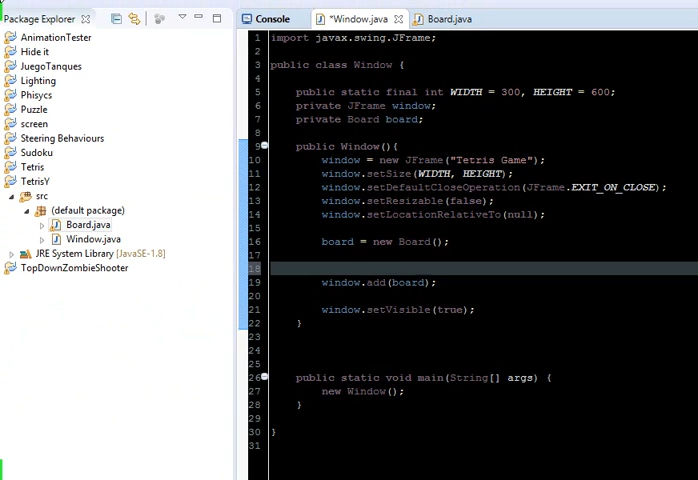 Package Explorer
AnimationTester
Hide it
JuegoTanques
Lighting
Phisycs
Puzzle
screen
Steering Behaviours
Sudoku
Tetris
TetrisY
src
(default package)
Board.java
Window.java
JRE System Library [JavaSE-1.8]
TopDownZombieShooter
Console *Window.java Board.java
1 import javax.swing.JFrame;
2
3 public class Window {
4
5 public static final int WIDTH = 300, HEIGHT = 600;
6 private JFrame window;
7 private Board board;
8
9 public Window(){
10 window = new JFrame("Tetris Game");
11 window.setSize(WIDTH, HEIGHT);
12 window.setDefaultCloseOperation(JFrame.EXIT_ON_CLOSE);
13 window.setResizable(false);
14 window.setLocationRelativeTo(null);
15
16 board = new Board();
17
18
19 window.add(board);
20
21 window.setVisible(true);
22 }
23
24
25
26 public static void main(String[] args) {
27 new Window();
28 }
29
30 }
31